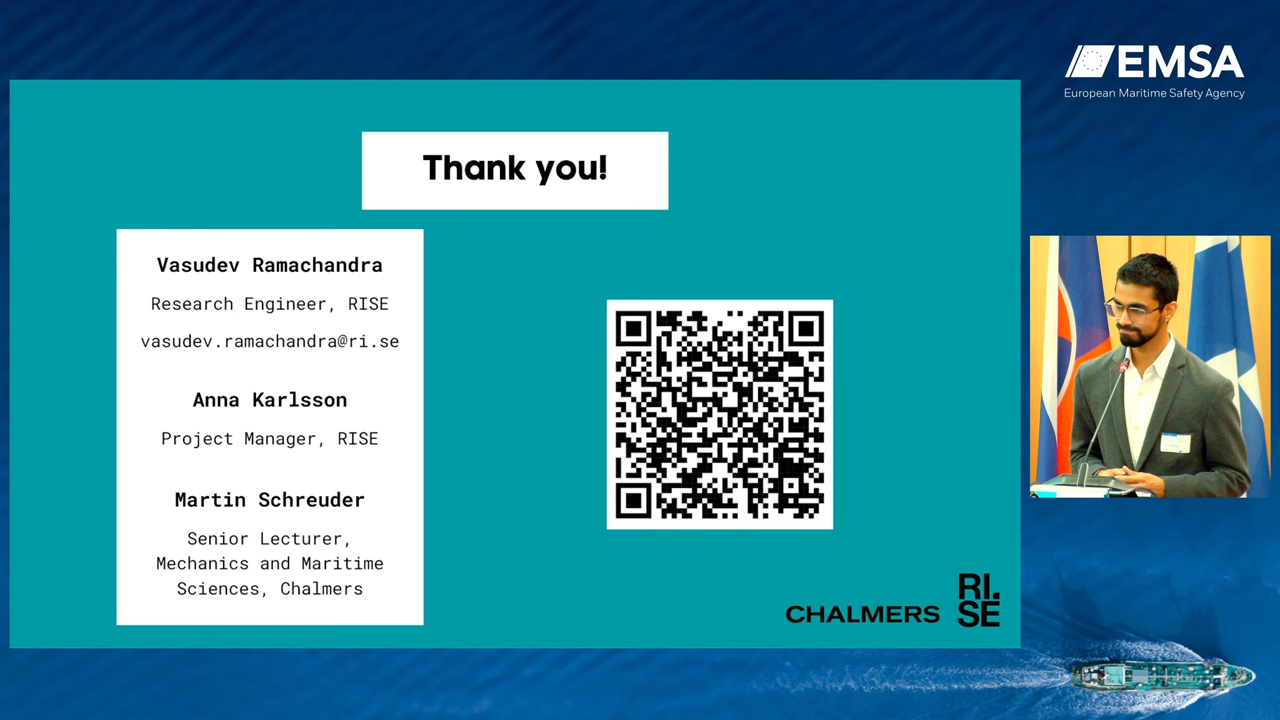 EMSA
European Maritime Safety Agency
Thank you!
Vasudev Ramachandra
Research Engineer, RISE
vasudev.ramachandra@ri.se
Anna Karlsson
Project Manager, RISE
Martin Schreuder
Senior Lecturer,
Mechanics and Maritime
Sciences, Chalmers
CHALMERS
RI.
SE